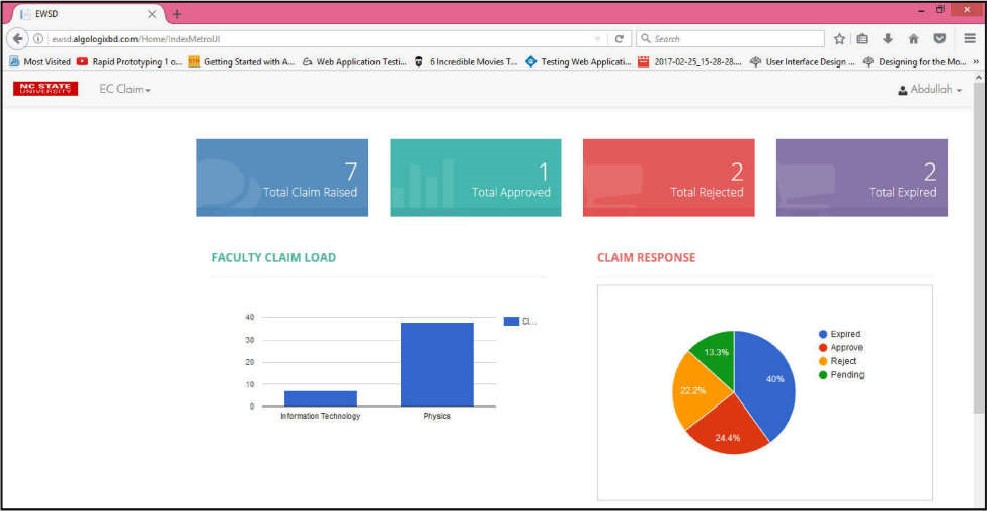 EWSD
ewsd.algologixbd.com/Home/IndexMetroUI
Search
Most Visited Rapid Prototyping 1 o... Getting Started with A... Web Application Testi... 6 Incredible Movies T... Testing Web Applicati... 2017-02-25_15-28-28.... User Interface Design ... Designing for the Mo... »
NC STATE
UNIVERSITY
EC Claim
Abdullah
7
Total Claim Raised
1
Total Approved
2
Total Rejected
2
Total Expired
FACULTY CLAIM LOAD
40
30
20
10
0
Information Technology
Physics
Cl...
CLAIM RESPONSE
13.3%
40%
22.2%
24.4%
Expired
Approve
Reject
Pending